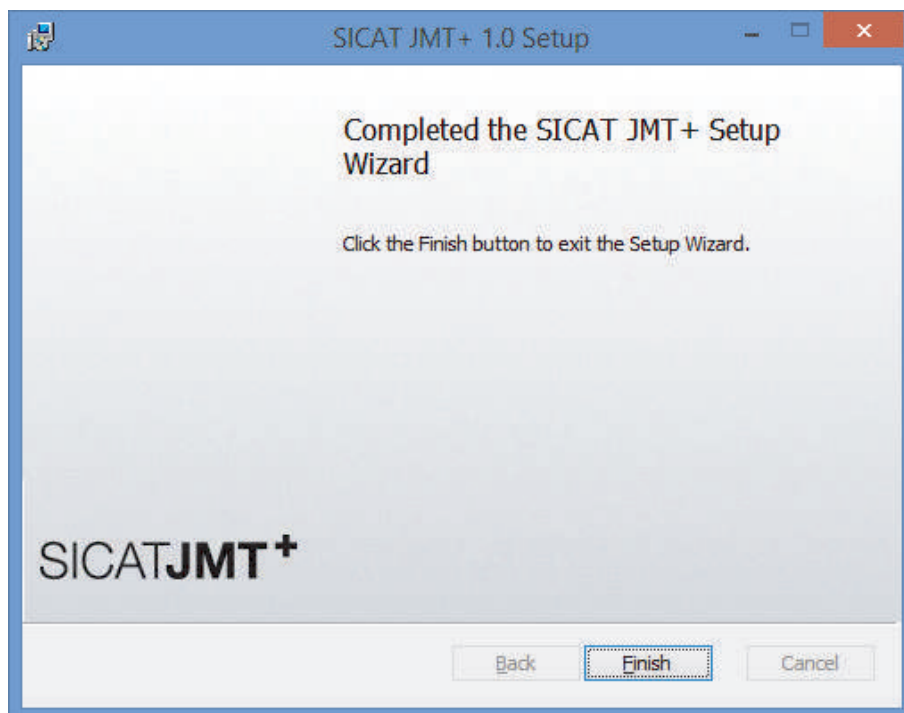 SICAT JMT+ 1.0 Setup
Completed the SICAT JMT+ Setup
Wizard
Click the Finish button to exit the Setup Wizard.
SICATJMT+
Back Finish Cancel